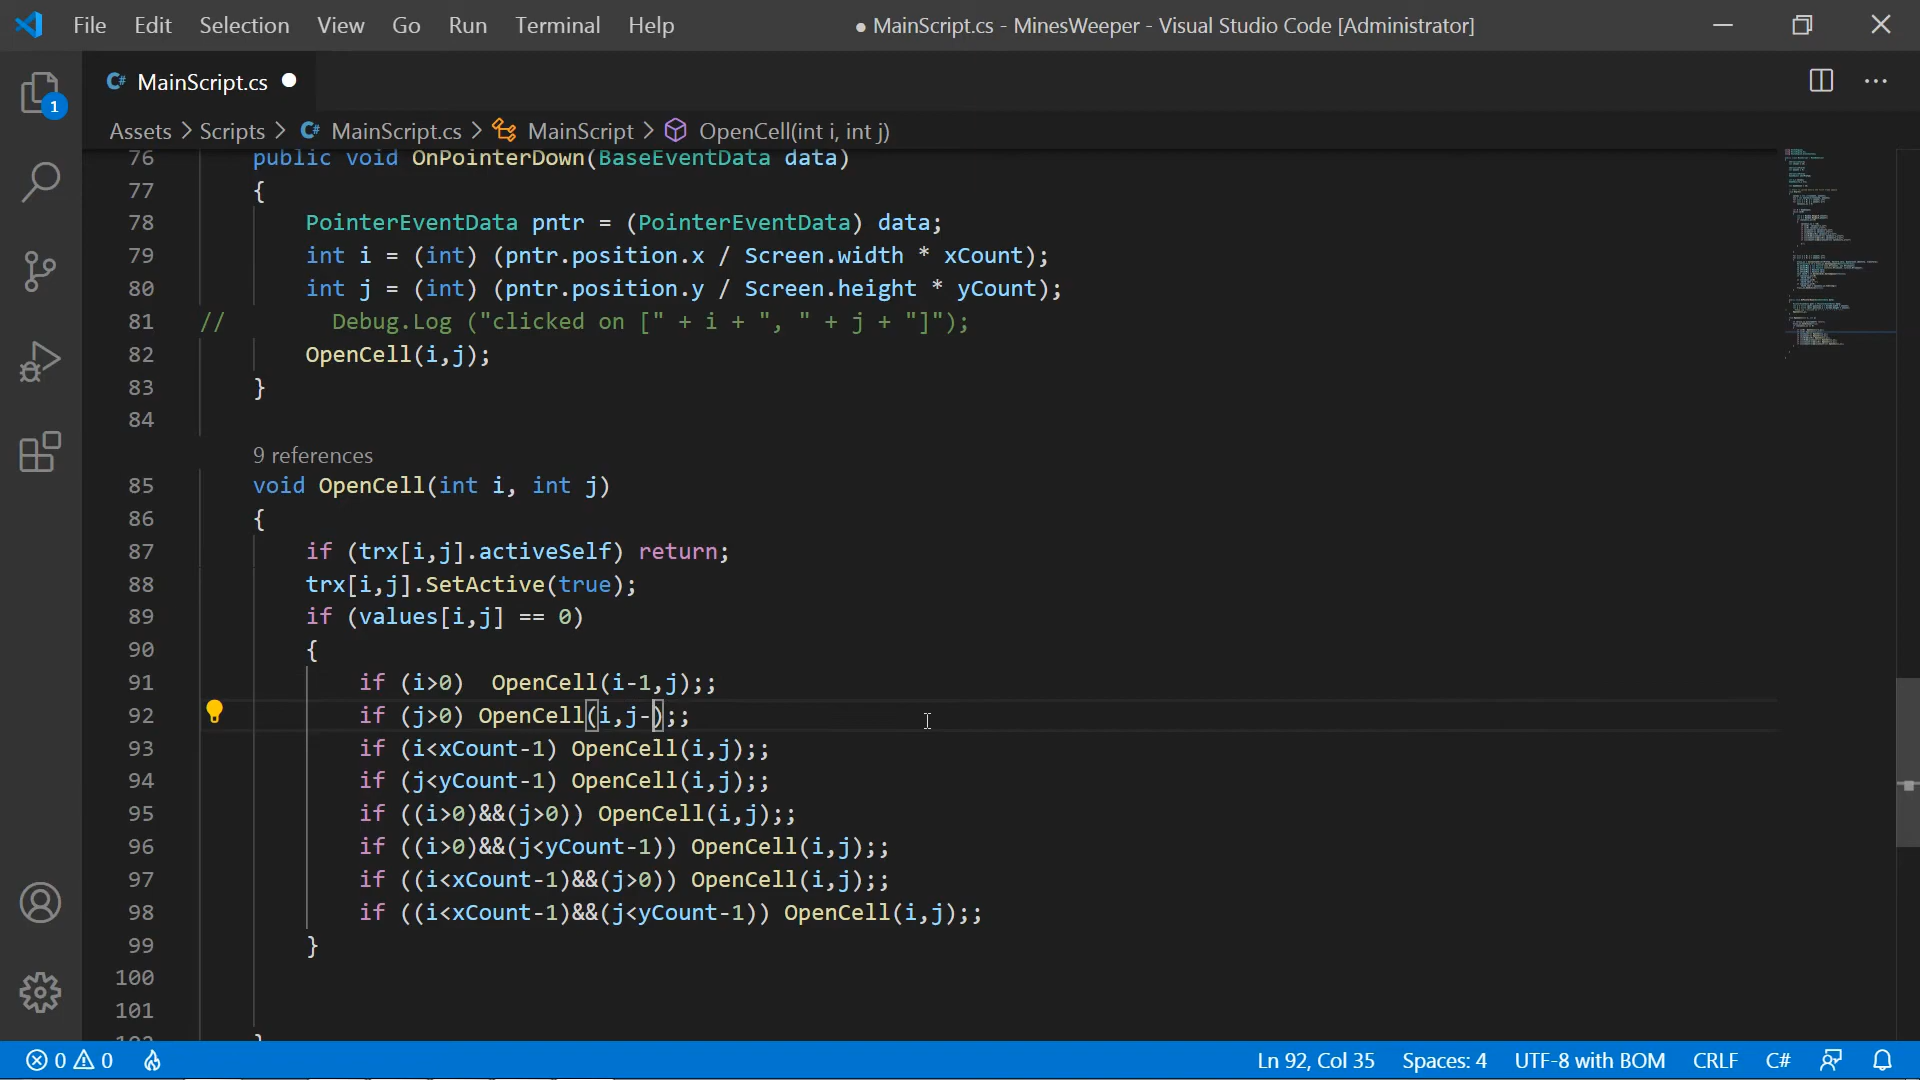 File Edit Selection View Go Run Terminal Help
● MainScript.cs - MinesWeeper - Visual Studio Code [Administrator]
MainScript.cs
1
Assets > Scripts > MainScript.cs > MainScript > OpenCell(int i, int j)
76 public void OnPointerDown(BaseEventData data)
77 {
78 PointerEventData pntr = (PointerEventData) data;
79 int i = (int) (pntr.position.x / Screen.width * xCount);
80 int j = (int) (pntr.position.y / Screen.height * yCount);
81 // Debug.Log ("clicked on [" + i + ", " + j + "]");
82 OpenCell(i,j);
83 }
84
9 references
85 void OpenCell(int i, int j)
86 {
87 if (trx[i,j].activeSelf) return;
88 trx[i,j].SetActive(true);
89 if (values[i,j] == 0)
90 {
91 if (i>0)  OpenCell(i-1,j);;
92 if (j>0) OpenCell(i,j-);;
93 if (i<xCount-1) OpenCell(i,j);;
94 if (j<yCount-1) OpenCell(i,j);;
95 if ((i>0)&&(j>0)) OpenCell(i,j);;
96 if ((i>0)&&(j<yCount-1)) OpenCell(i,j);;
97 if ((i<xCount-1)&&(j>0)) OpenCell(i,j);;
98 if ((i<xCount-1)&&(j<yCount-1)) OpenCell(i,j);;
99 }
100
101
0 0 Ln 92, Col 35 Spaces: 4 UTF-8 with BOM CRLF C#